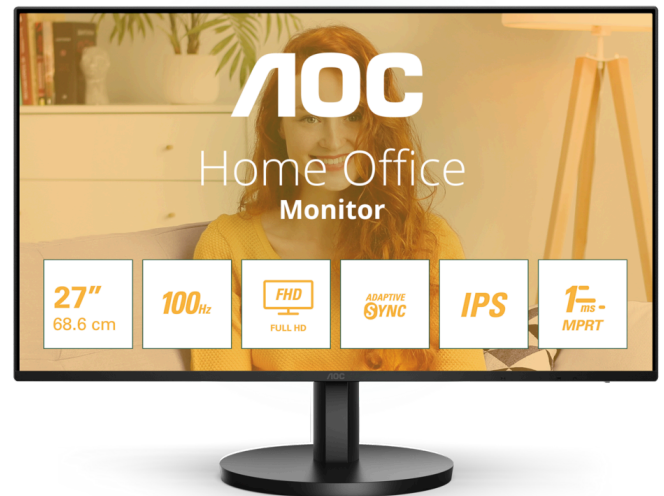 AOC
Home Office
Monitor
27"
68.6 cm
100Hz
FHD
FULL HD
ADAPTIVE
SYNC
IPS
1ms
MPRT
AOC